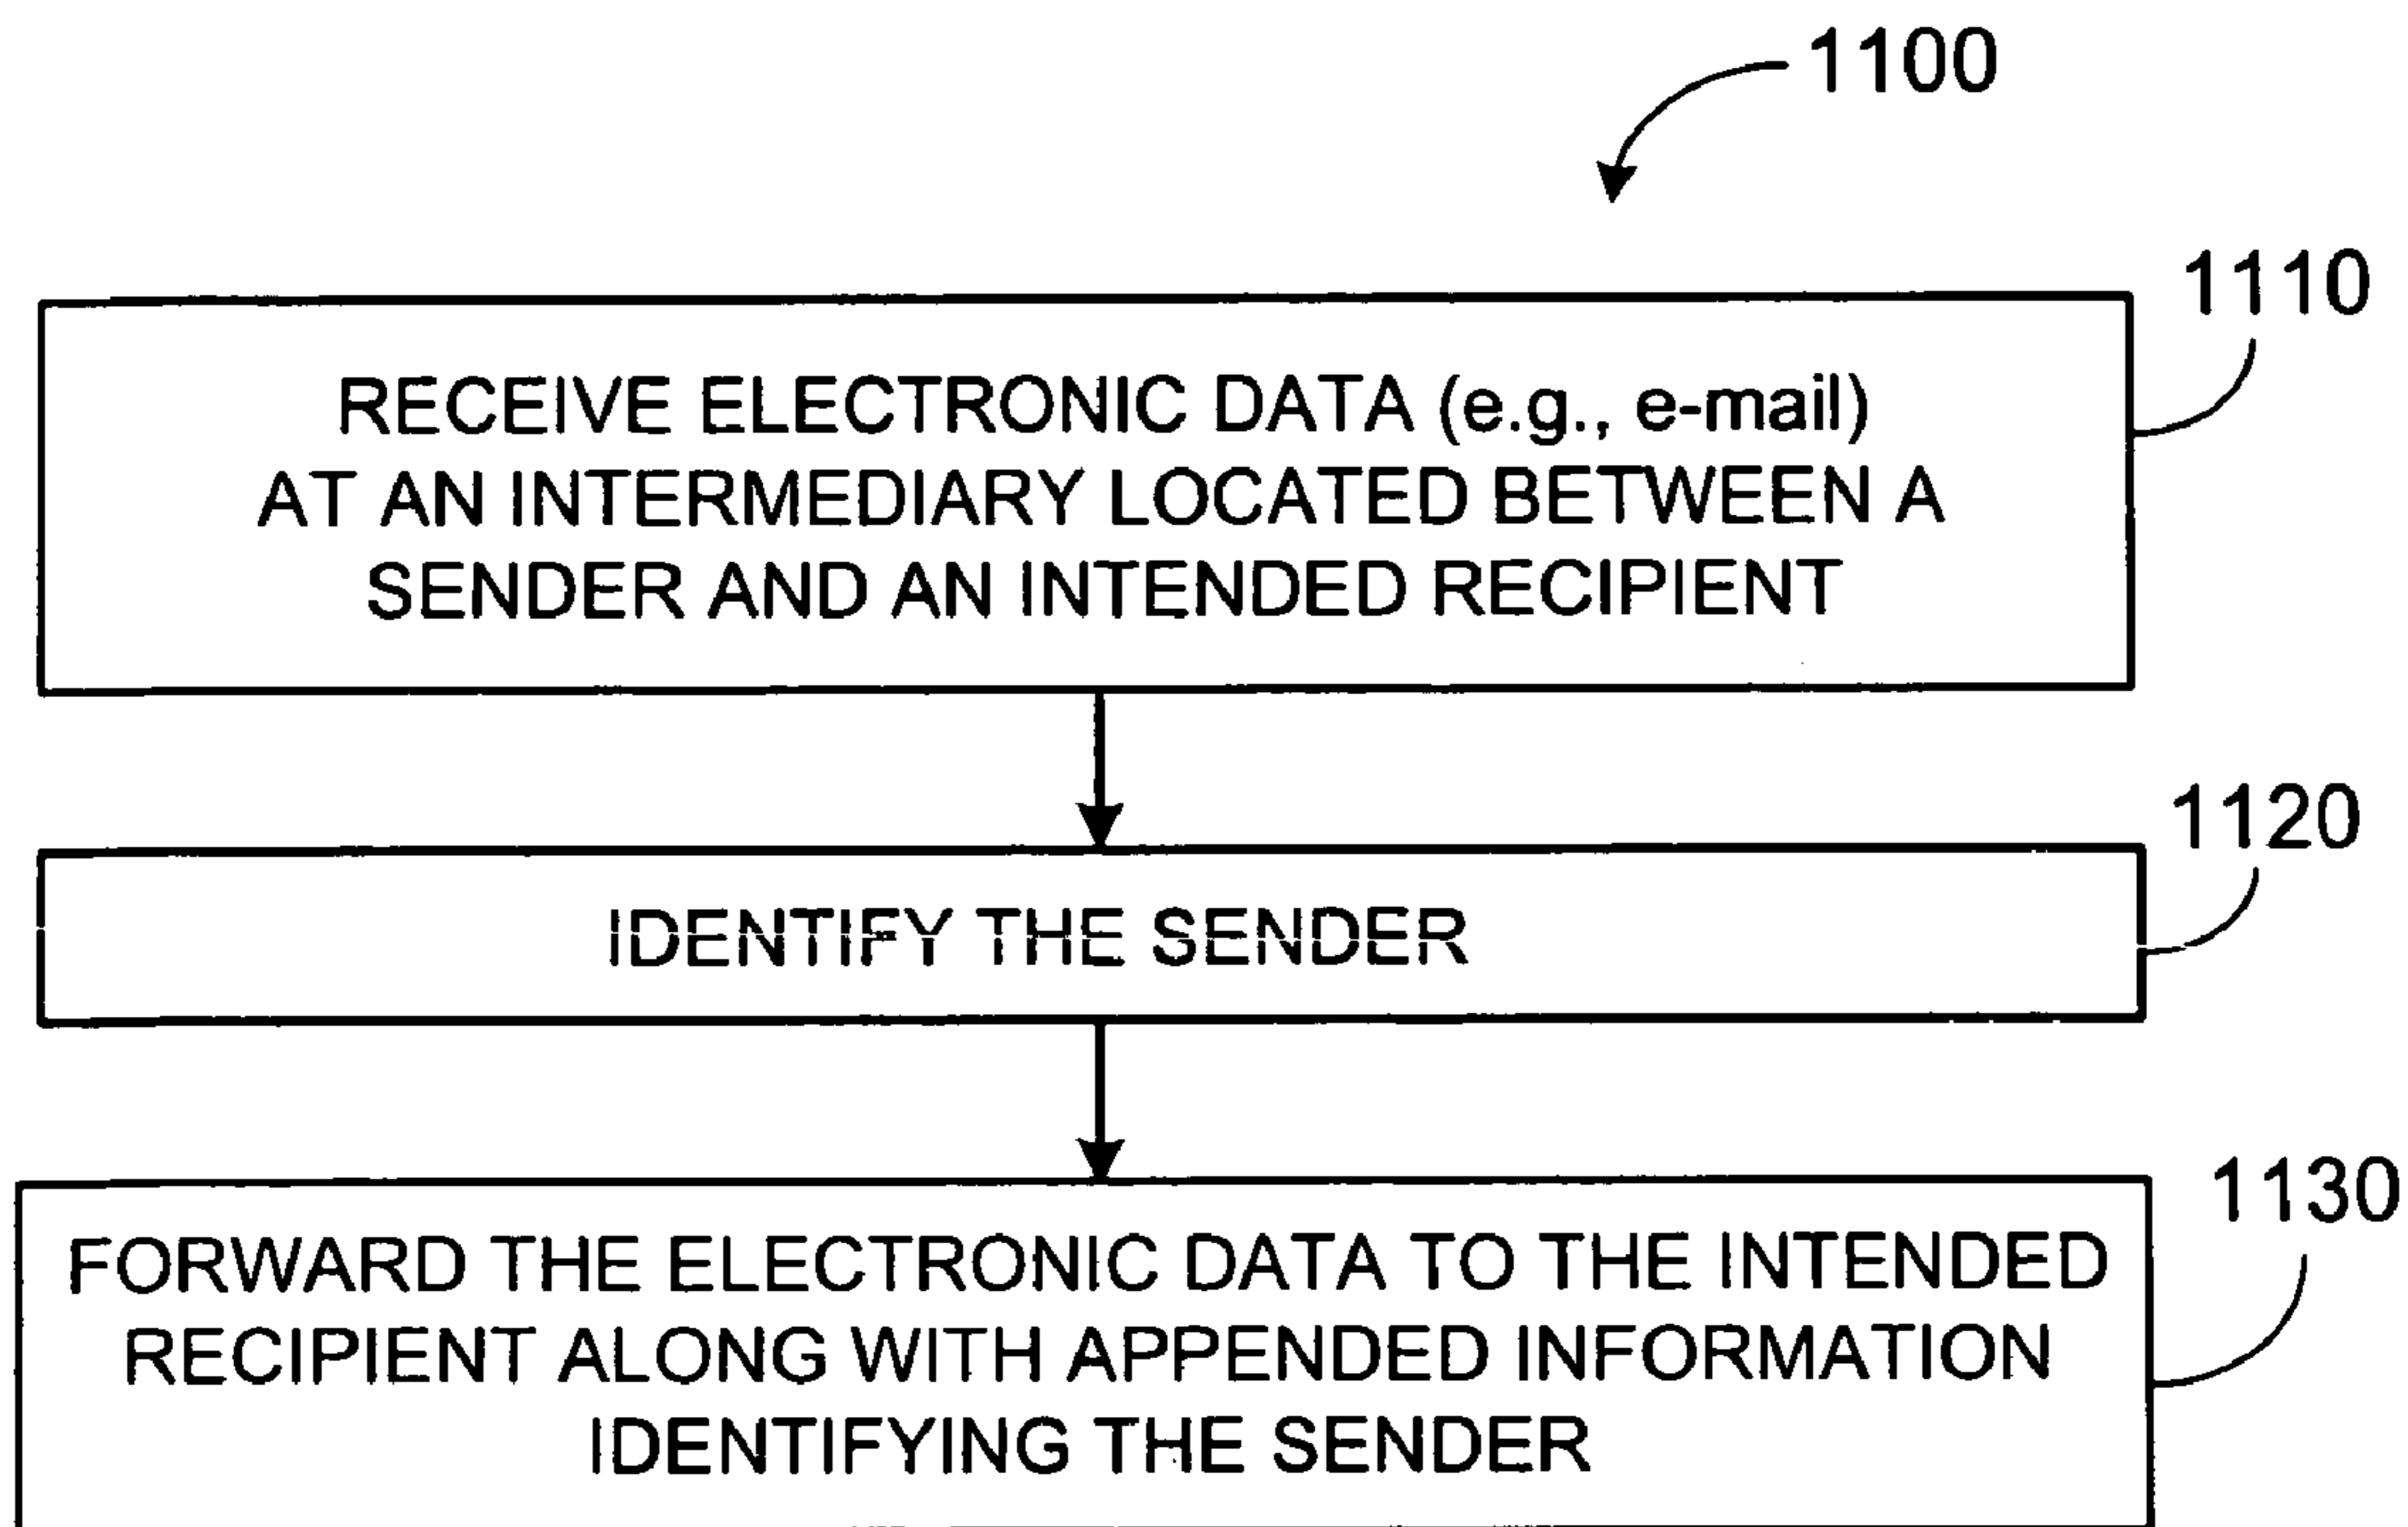 1100
1110
RECEIVE ELECTRONIC DATA (e.g., e-mail)
AT AN INTERMEDIARY LOCATED BETWEEN A
SENDER AND AN INTENDED RECIPIENT
1120
IDENTIFY THE SENDER
1130
FORWARD THE ELECTRONIC DATA TO THE INTENDED
RECIPIENT ALONG WITH APPENDED INFORMATION
IDENTIFYING THE SENDER